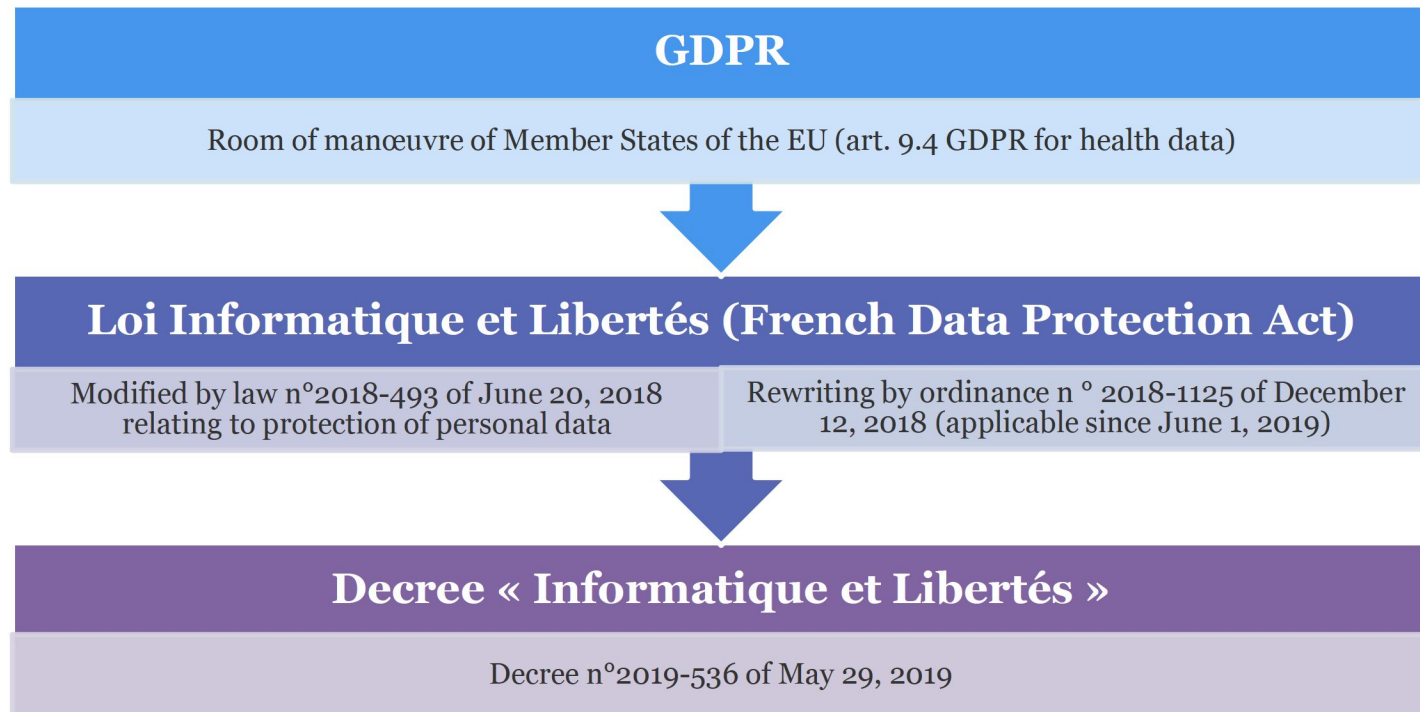 GDPR
Room of manœuvre of Member States of the EU (art. 9.4 GDPR for health data)
Loi Informatique et Libertés (French Data Protection Act)
Modified by law n°2018-493 of June 20, 2018
relating to protection of personal data
Rewriting by ordinance n ° 2018-1125 of December
12, 2018 (applicable since June 1, 2019)
Decree « Informatique et Libertés »
Decree n°2019-536 of May 29, 2019